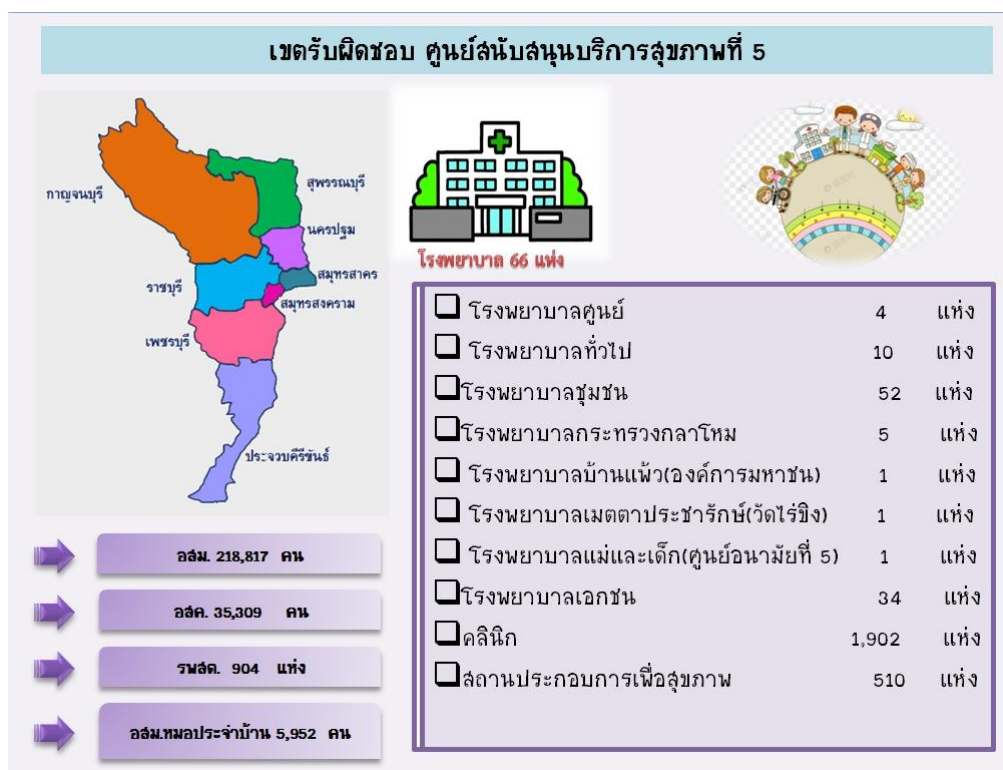 เขตรับผิดชอบ ศูนย์สนับสนุนบริการสุขภาพที่ 5
กาญจนบุรี
สุพรรณบุรี
นครปฐม
สมุทรสาคร
ราชบุรี
สมุทรสงคราม
เพชรบุรี
ประจวบคีรีขันธ์
โรงพยาบาล 66 แห่ง
โรงพยาบาลศูนย์ 4 แห่ง
โรงพยาบาลทั่วไป 10 แห่ง
โรงพยาบาลชุมชน 52 แห่ง
โรงพยาบาลกระทรวงกลาโหม 5 แห่ง
โรงพยาบาลบ้านแพ้ว(องค์การมหาชน) 1 แห่ง
โรงพยาบาลเมตตาประชารักษ์(วัดไร่ขิง) 1 แห่ง
โรงพยาบาลแม่และเด็ก(ศูนย์อนามัยที่ 5) 1 แห่ง
โรงพยาบาลเอกชน 34 แห่ง
คลินิก 1,902 แห่ง
สถานประกอบการเพื่อสุขภาพ 510 แห่ง
อสม. 218,817 คน
อสค. 35,309 คน
รพสต. 904 แห่ง
อสม.หมอประจำบ้าน 5,952 คน